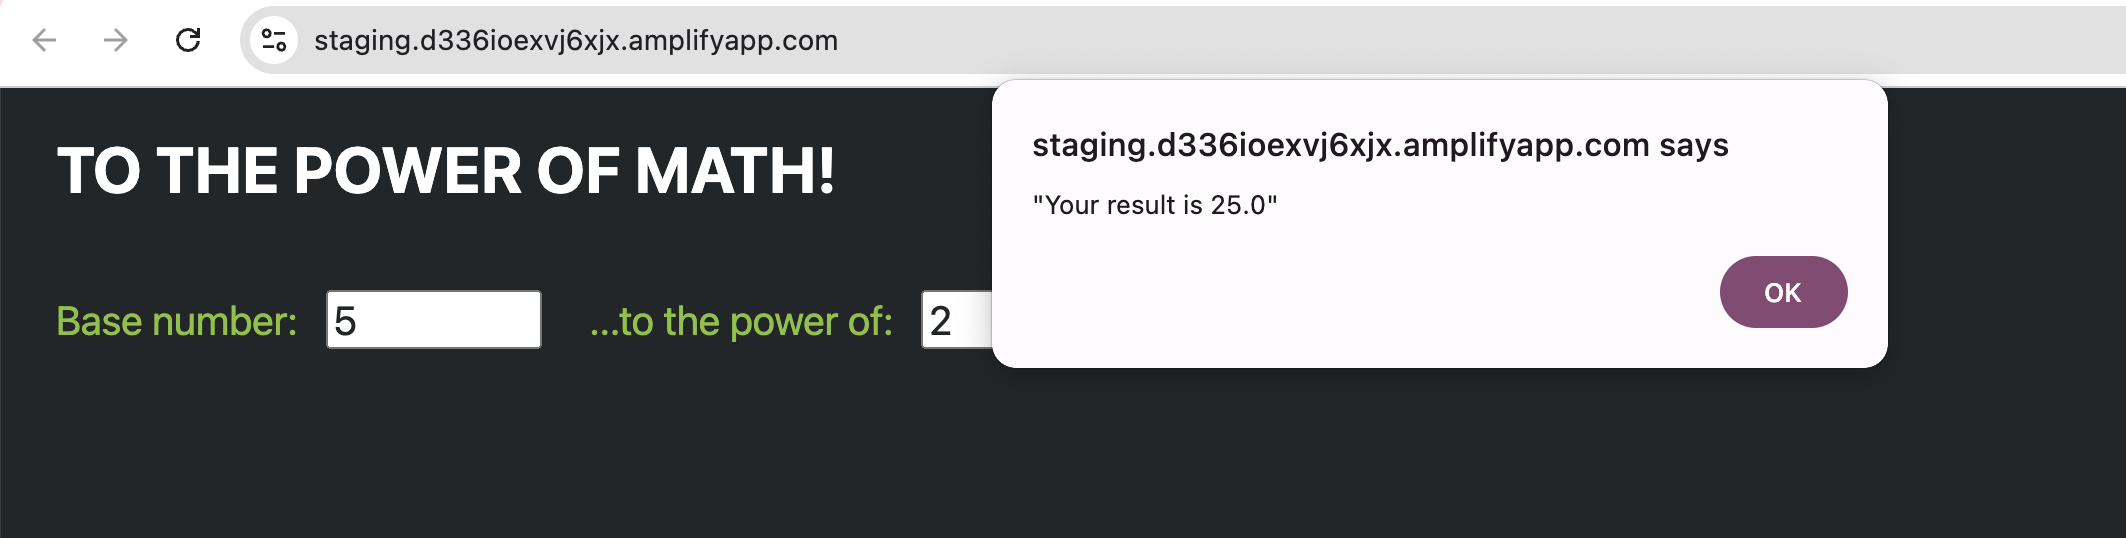 staging.d336ioexvj6xjx.amplifyapp.com
TO THE POWER OF MATH!
staging.d336ioexvj6xjx.amplifyapp.com says
"Your result is 25.0"
OK
Base number: 5 ...to the power of: 2